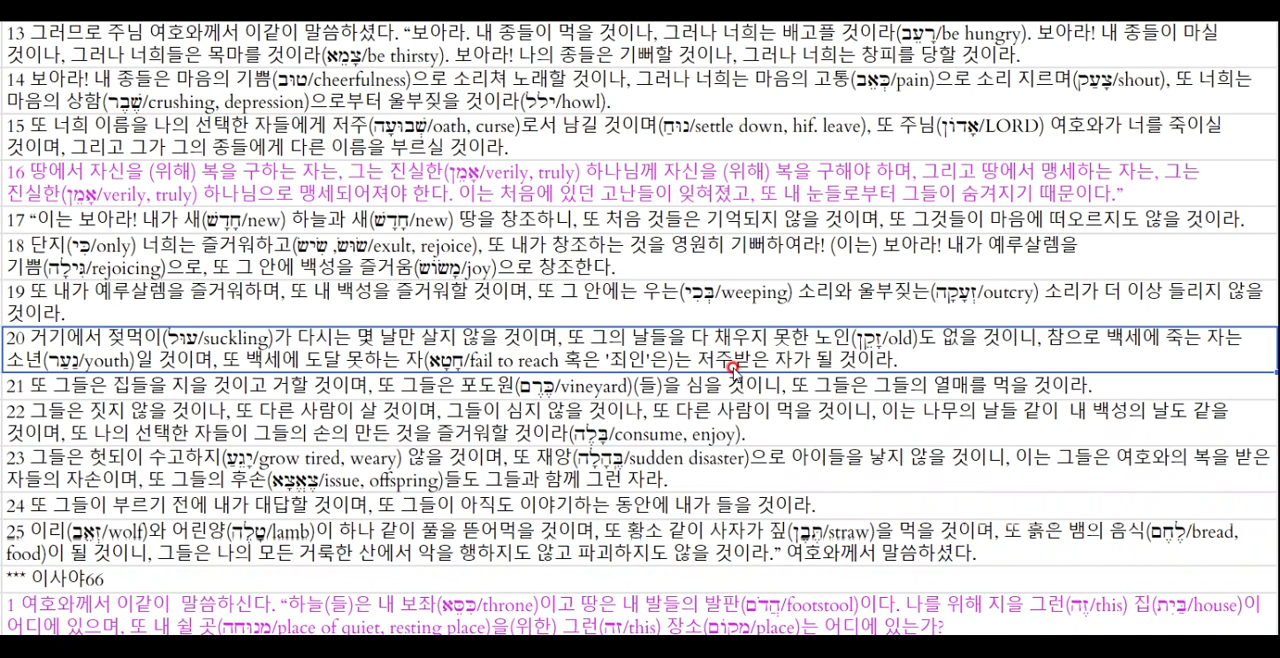 13 그러므로 주님 여호와께서 이같이 말씀하셨다. “보아라. 내 종들이 먹을 것이나, 그러나 너희는 배고플 것이라(רָעֵב/be hungry). 보아라! 내 종들이 마실
것이나, 그러나 너희들은 목마를 것이라(צָמֵא/be thirsty). 보아라! 나의 종들은 기뻐할 것이나, 그러나 너희는 창피를 당할 것이라.
14 보아라! 내 종들은 마음의 기쁨(טוּב/cheerfulness)으로 소리쳐 노래할 것이나, 그러나 너희는 마음의 고통(כְּאֵב/pain)으로 소리 지르며(צָעַק/shout), 또 너희는
마음의 상함(שֶׁבֶר/crushing, depression)으로부터 울부짖을 것이라(ילל/howl).
15 또 너희 이름을 나의 선택한 자들에게 저주(שְׁבוּעָה/oath, curse)로서 남길 것이며(נוּחַ/settle down, hif. leave), 또 주님(אָדוֹן/LORD) 여호와가 너를 죽이실
것이며, 그리고 그가 그의 종들에게 다른 이름을 부르실 것이라.
16 땅에서 자신을 (위해) 복을 구하는 자는, 그는 진실한(אָמֵן/verily, truly) 하나님께 자신을 (위해) 복을 구해야 하며, 그리고 땅에서 맹세하는 자는, 그는
진실한(אָמֵן/verily, truly) 하나님으로 맹세되어져야 한다. 이는 처음에 있던 고난들이 잊혀졌고, 또 내 눈들로부터 그들이 숨겨지기 때문이다.”
17 “이는 보아라! 내가 새(חָדָשׁ/new) 하늘과 새(חָדָשׁ/new) 땅을 창조하니, 또 처음 것들은 기억되지 않을 것이며, 또 그것들이 마음에 떠오르지도 않을 것이라.
18 단지(כִּי/only) 너희는 즐거워하고(שׂוּשׂ, שִׂישׂ/exult, rejoice), 또 내가 창조하는 것을 영원히 기뻐하여라! (이는) 보아라! 내가 예루살렘을
기쁨(גִּילָה/rejoicing)으로, 또 그 안에 백성을 즐거움(מָשׂוֹשׂ/joy)으로 창조한다.
19 또 내가 예루살렘을 즐거워하며, 또 내 백성을 즐거워할 것이며, 또 그 안에는 우는(בְּכִי/weeping) 소리와 울부짖는(זְעָקָה/outcry) 소리가 더 이상 들리지 않을
것이라.
20 거기에서 젖먹이(עוּל/suckling)가 다시는 몇 날만 살지 않을 것이며, 또 그의 날들을 다 채우지 못한 노인(זָקֵן/old)도 없을 것이니, 참으로 백세에 죽는 자는
소년(נַעַר/youth)일 것이며, 또 백세에 도달 못하는 자(חָטָא/fail to reach 혹은 '죄인'은)는 저주받은 자가 될 것이라.
21 또 그들은 집들을 지을 것이고 거할 것이며, 또 그들은 포도원(כֶּרֶם/vineyard)(들)을 심을 것이니, 또 그들은 그들의 열매를 먹을 것이라.
22 그들은 짓지 않을 것이나, 또 다른 사람이 살 것이며, 그들이 심지 않을 것이나, 또 다른 사람이 먹을 것이니, 이는 나무의 날들 같이 내 백성의 날도 같을
것이며, 또 나의 선택한 자들이 그들의 손의 만든 것을 즐거워할 것이라(בָּלָה/consume, enjoy).
23 그들은 헛되이 수고하지(יָגַע/grow tired, weary) 않을 것이며, 또 재앙(בֶּהָלָה/sudden disaster)으로 아이들을 낳지 않을 것이니, 이는 그들은 여호와의 복을 받은
자들의 자손이며, 또 그들의 후손(צֶאֱצָא/issue, offspring)들도 그들과 함께 그런 자라.
24 또 그들이 부르기 전에 내가 대답할 것이며, 또 그들이 아직도 이야기하는 동안에 내가 들을 것이라.
25 이리(זְאֵב/wolf)와 어린양(טָלֶה/lamb)이 하나 같이 풀을 뜯어먹을 것이며, 또 황소 같이 사자가 짚(תֶּבֶן/straw)을 먹을 것이며, 또 흙은 뱀의 음식(לֶחֶם/bread,
food)이 될 것이니, 그들은 나의 모든 거룩한 산에서 악을 행하지도 않고 파괴하지도 않을 것이라.” 여호와께서 말씀하셨다.
*** 이사야66
1 여호와께서 이같이 말씀하신다. “하늘(들)은 내 보좌(כִּסֵּא/throne)이고 땅은 내 발들의 발판(הֲדֹם/footstool)이다. 나를 위해 지을 그런(זֶה/this) 집(בַּיִת/house)이
어디에 있으며, 또 내 쉴 곳(מְנוּחָה/place of quiet, resting place)을(위한) 그런(זֶה/this) 장소(מָקוֹם/place)는 어디에 있는가?